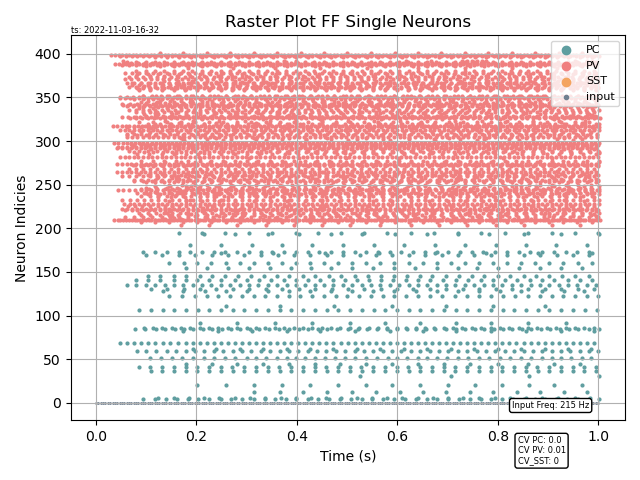 Raster Plot FF Single Neurons
ts: 2022-11-03-16-32
PC
PV
SST
input
400
350
300
250
200
150
100
50
0
Neuron Indicies
Input Freq: 215 Hz
0.0 0.2 0.4 0.6 0.8 1.0
Time (s)
CV PC: 0.0
CV PV: 0.01
CV_SST: 0